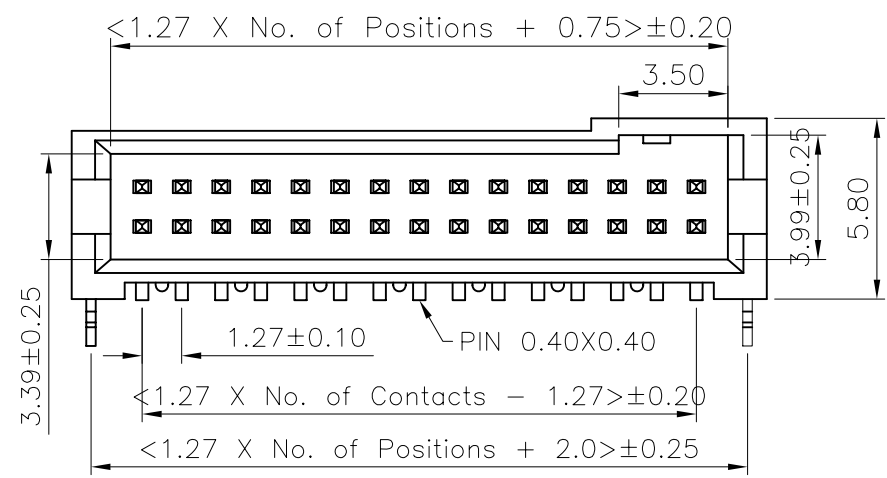 <1.27 X No. of Positions + 0.75>±0.20
3.50
3.99±0.25
5.80
3.39±0.25
1.27±0.10
PIN 0.40X0.40
<1.27 X No. of Contacts - 1.27>±0.20
<1.27 X No. of Positions + 2.0>±0.25